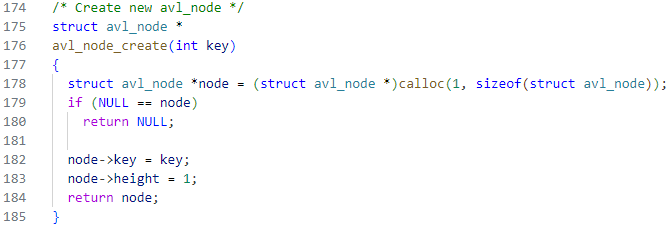 174 /* Create new avl_node */
175 struct avl_node *
176 avl_node_create(int key)
177 {
178   struct avl_node *node = (struct avl_node *)calloc(1, sizeof(struct avl_node));
179   if (NULL == node)
180     return NULL;
181
182   node->key = key;
183   node->height = 1;
184   return node;
185 }